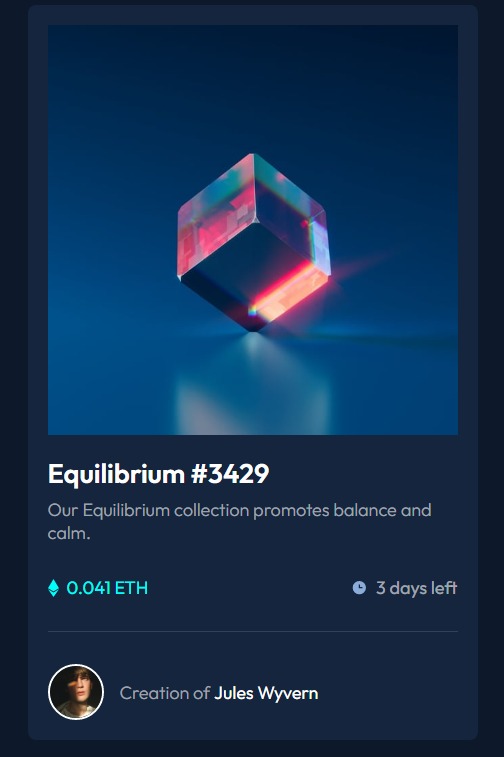 Equilibrium #3429
Our Equilibrium collection promotes balance and
calm.
0.041 ETH
3 days left
Creation of Jules Wyvern